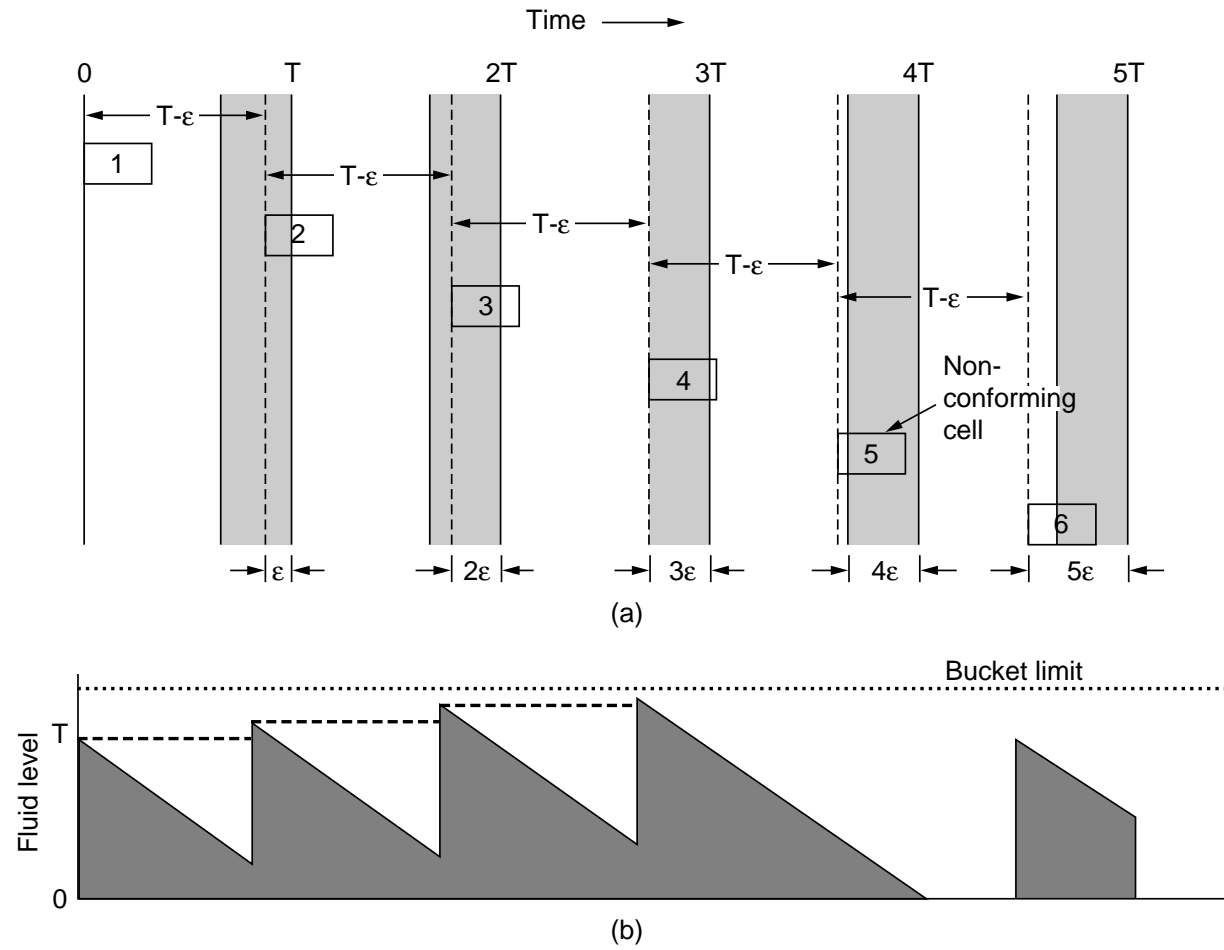 Time
0 T 2T 3T 4T 5T
T-ε
1
T-ε
2
T-ε
3
T-ε
4
T-ε
Non-
conforming
cell
5
6
ε 2ε 3ε 4ε 5ε
(a)
Bucket limit
T
Fluid level
0
(b)